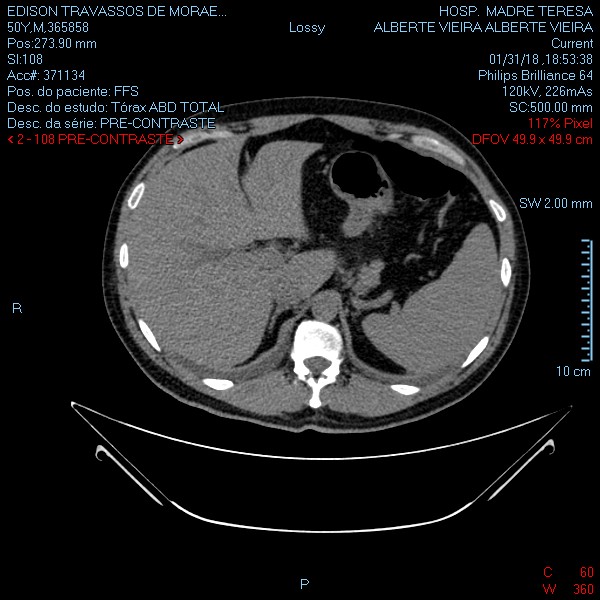 EDISON TRAVASSOS DE MORAE...
50Y,M,365858
Pos:273.90 mm
SI:108
Acc#: 371134
Pos. do paciente: FFS
Desc. do estudo: Tórax ABD TOTAL
Desc. da série: PRE-CONTRASTE
< 2 - 108 PRE-CONTRASTE >
Lossy
HOSP. MADRE TERESA
ALBERTE VIEIRA ALBERTE VIEIRA
Current
01/31/18 ,18:53:38
Philips Brilliance 64
120kV, 226mAs
SC:500.00 mm
117% Pixel
DFOV 49.9 x 49.9 cm
SW 2.00 mm
R
10 cm
P
C 60
W 360